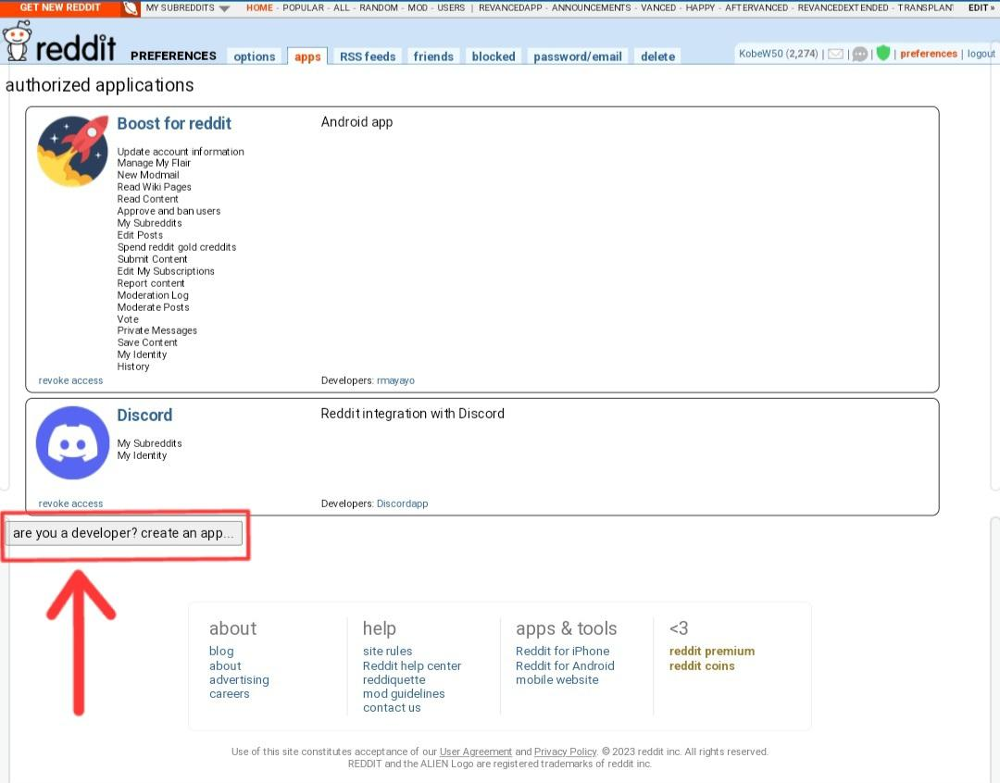 GET NEW REDDIT MY SUBREDDITS HOME - POPULAR - ALL - RANDOM - MOD - USERS | REVANCEDAPP - ANNOUNCEMENTS - VANCED - HAPPY - AFTERVANCED - REVANCEDEXTENDED - TRANSPLAN EDIT »
reddit PREFERENCES options apps RSS feeds friends blocked password/email delete KobeW50 (2,274) | | | | preferences | logout
authorized applications
Boost for reddit Android app
Update account information
Manage My Flair
New Modmail
Read Wiki Pages
Read Content
Approve and ban users
My Subreddits
Edit Posts
Spend reddit gold creddits
Submit Content
Edit My Subscriptions
Report content
Moderation Log
Moderate Posts
Vote
Private Messages
Save Content
My Identity
History
revoke access Developers: rmayayo
Discord Reddit integration with Discord
My Subreddits
My Identity
revoke access Developers: Discordapp
are you a developer? create an app...
about help apps & tools <3
blog site rules Reddit for iPhone reddit premium
about Reddit help center Reddit for Android reddit coins
advertising reddiquette mobile website
careers mod guidelines
contact us
Use of this site constitutes acceptance of our User Agreement and Privacy Policy. © 2023 reddit inc. All rights reserved.
REDDIT and the ALIEN Logo are registered trademarks of reddit inc.